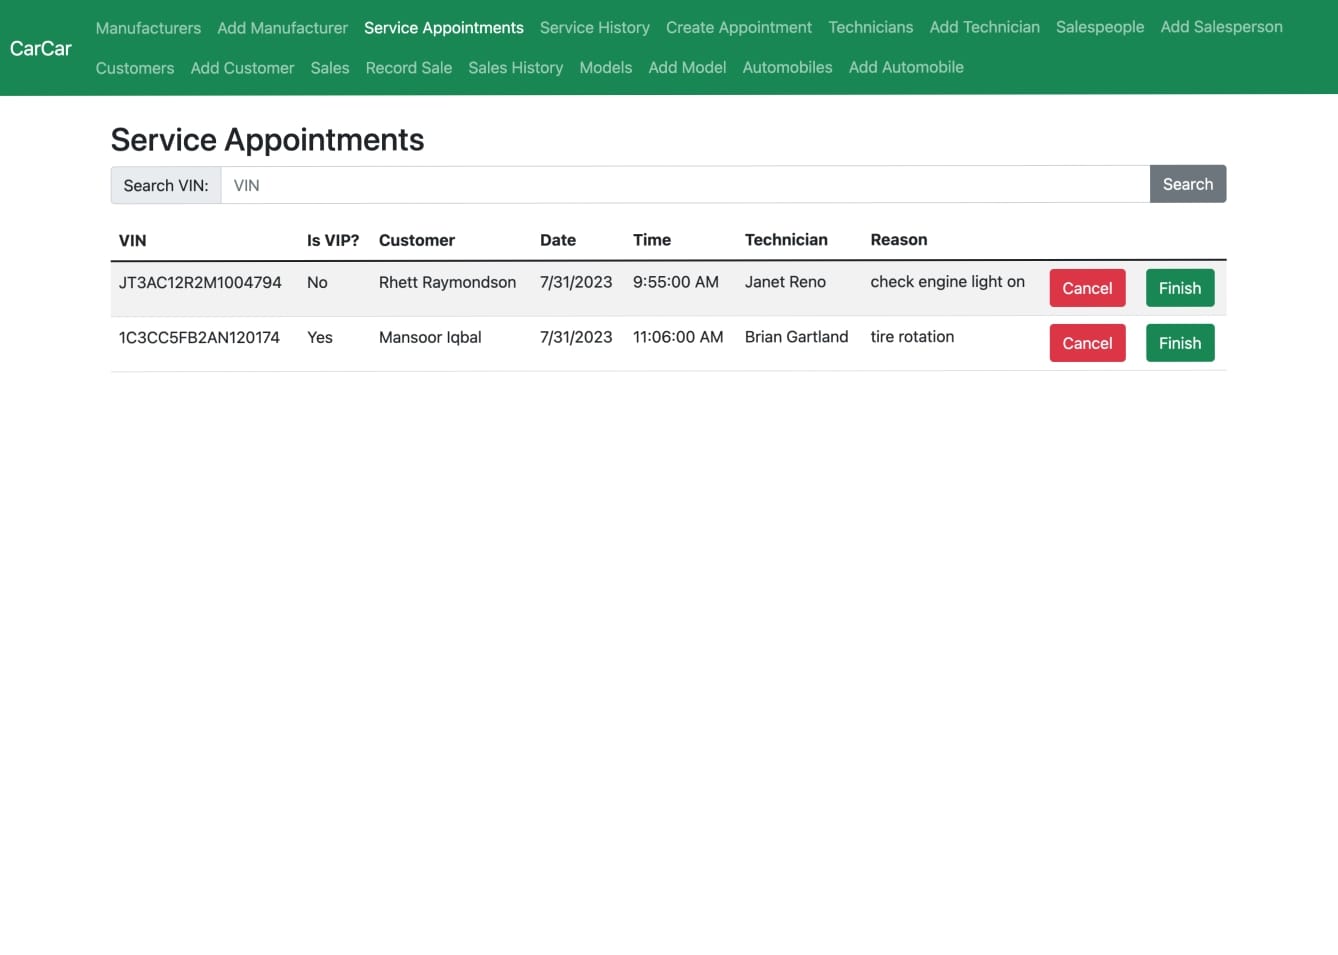 CarCar
Manufacturers Add Manufacturer Service Appointments Service History Create Appointment Technicians Add Technician Salespeople Add Salesperson
Customers Add Customer Sales Record Sale Sales History Models Add Model Automobiles Add Automobile
Service Appointments
Search VIN: VIN Search
VIN Is VIP? Customer Date Time Technician Reason
JT3AC12R2M1004794 No Rhett Raymondson 7/31/2023 9:55:00 AM Janet Reno check engine light on Cancel Finish
1C3CC5FB2AN120174 Yes Mansoor Iqbal 7/31/2023 11:06:00 AM Brian Gartland tire rotation Cancel Finish